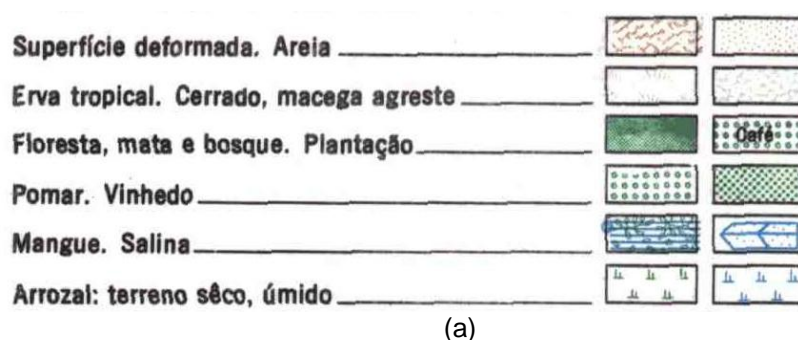 Superfície deformada. Areia
Erva tropical. Cerrado, macega agreste
Floresta, mata e bosque. Plantação
Café
Pomar. Vinhedo
Mangue. Salina
Arrozal: terreno sêco, úmido
(a)